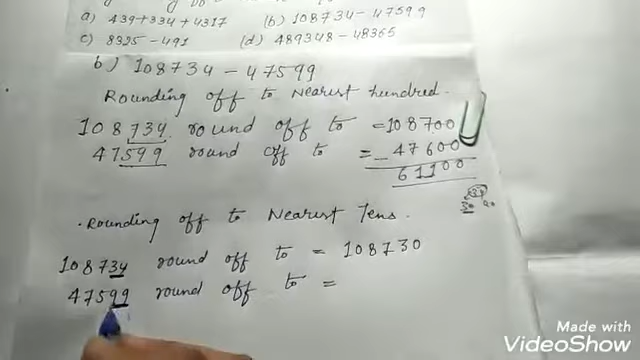 a) 439+334+4317 (b) 108734-47599
c) 8325-491 (d) 489348-48365
b) 108734-47599
Rounding off to Nearest hundred.
108734 round off to =108700
47599 round off to = -47600
61100
Rounding off to Nearest Tens.
108734 round off to = 108730
47599 round off to =
Made with
VideoShow